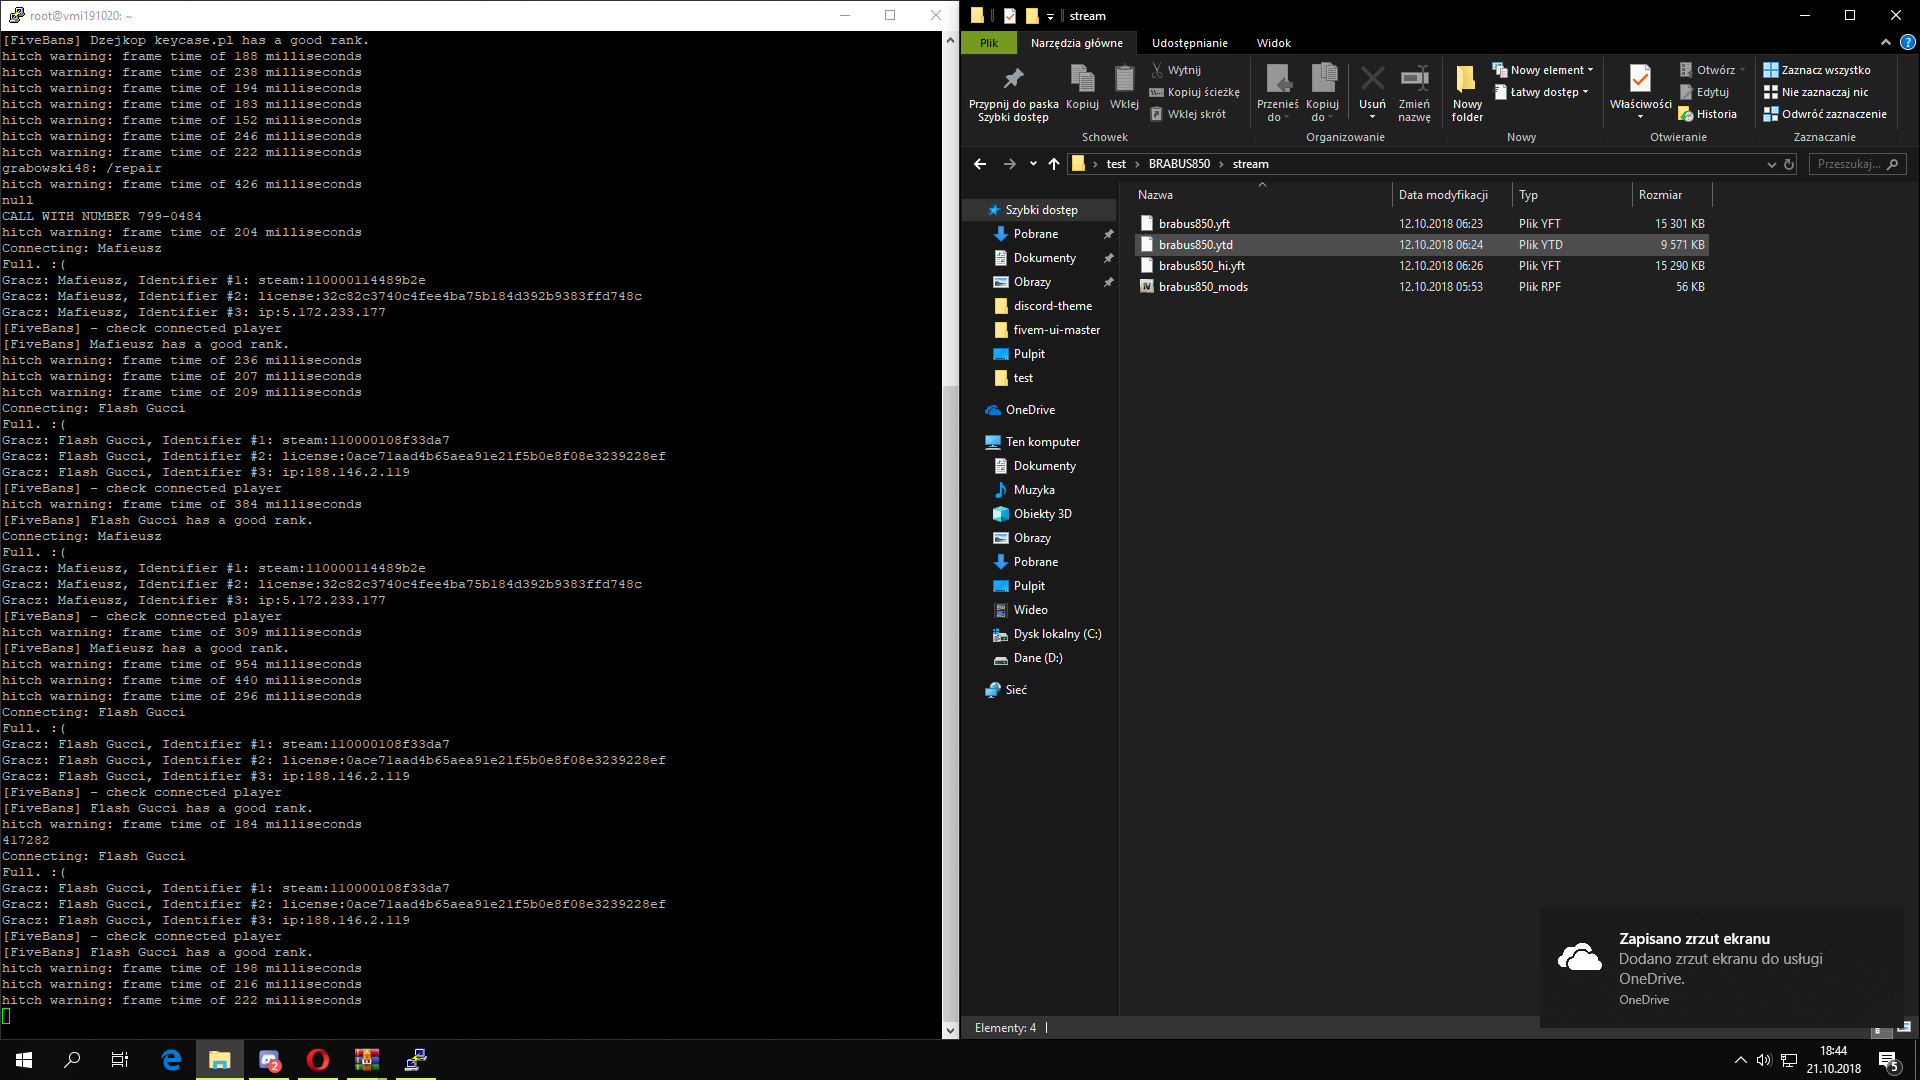 root@vmi191020: ~
[FiveBans] Dzejkop keycase.pl has a good rank.
hitch warning: frame time of 188 milliseconds
hitch warning: frame time of 238 milliseconds
hitch warning: frame time of 194 milliseconds
hitch warning: frame time of 183 milliseconds
hitch warning: frame time of 152 milliseconds
hitch warning: frame time of 246 milliseconds
hitch warning: frame time of 222 milliseconds
grabowski48: /repair
hitch warning: frame time of 426 milliseconds
null
CALL WITH NUMBER 799-0484
hitch warning: frame time of 204 milliseconds
Connecting: Mafieusz
Full. :(
Gracz: Mafieusz, Identifier #1: steam:110000114489b2e
Gracz: Mafieusz, Identifier #2: license:32c82c3740c4fee4ba75b184d392b9383ffd748c
Gracz: Mafieusz, Identifier #3: ip:5.172.233.177
[FiveBans] - check connected player
[FiveBans] Mafieusz has a good rank.
hitch warning: frame time of 236 milliseconds
hitch warning: frame time of 207 milliseconds
hitch warning: frame time of 209 milliseconds
Connecting: Flash Gucci
Full. :(
Gracz: Flash Gucci, Identifier #1: steam:110000108f33da7
Gracz: Flash Gucci, Identifier #2: license:0ace71aad4b65aea91e21f5b0e8f08e3239228ef
Gracz: Flash Gucci, Identifier #3: ip:188.146.2.119
[FiveBans] - check connected player
hitch warning: frame time of 384 milliseconds
[FiveBans] Flash Gucci has a good rank.
Connecting: Mafieusz
Full. :(
Gracz: Mafieusz, Identifier #1: steam:110000114489b2e
Gracz: Mafieusz, Identifier #2: license:32c82c3740c4fee4ba75b184d392b9383ffd748c
Gracz: Mafieusz, Identifier #3: ip:5.172.233.177
[FiveBans] - check connected player
hitch warning: frame time of 309 milliseconds
[FiveBans] Mafieusz has a good rank.
hitch warning: frame time of 954 milliseconds
hitch warning: frame time of 440 milliseconds
hitch warning: frame time of 296 milliseconds
Connecting: Flash Gucci
Full. :(
Gracz: Flash Gucci, Identifier #1: steam:110000108f33da7
Gracz: Flash Gucci, Identifier #2: license:0ace71aad4b65aea91e21f5b0e8f08e3239228ef
Gracz: Flash Gucci, Identifier #3: ip:188.146.2.119
[FiveBans] - check connected player
[FiveBans] Flash Gucci has a good rank.
hitch warning: frame time of 184 milliseconds
417282
Connecting: Flash Gucci
Full. :(
Gracz: Flash Gucci, Identifier #1: steam:110000108f33da7
Gracz: Flash Gucci, Identifier #2: license:0ace71aad4b65aea91e21f5b0e8f08e3239228ef
Gracz: Flash Gucci, Identifier #3: ip:188.146.2.119
[FiveBans] - check connected player
[FiveBans] Flash Gucci has a good rank.
hitch warning: frame time of 198 milliseconds
hitch warning: frame time of 216 milliseconds
hitch warning: frame time of 222 milliseconds
stream
Plik Narzędzia główne Udostępnianie Widok
Przypnij do paska Szybki dostęp
Kopiuj
Wklej
Wytnij
Kopiuj ścieżkę
Wklej skrót
Schowek
Przenieś do
Kopiuj do
Usuń
Zmień nazwę
Organizowanie
Nowy folder
Nowy element
Łatwy dostęp
Nowy
Właściwości
Otwórz
Edytuj
Historia
Otwieranie
Zaznacz wszystko
Nie zaznaczaj nic
Odwróć zaznaczenie
Zaznaczanie
test › BRABUS850 › stream
Przeszukaj...
Szybki dostęp
Pobrane
Dokumenty
Obrazy
discord-theme
fivem-ui-master
Pulpit
test
OneDrive
Ten komputer
Dokumenty
Muzyka
Obiekty 3D
Obrazy
Pobrane
Pulpit
Wideo
Dysk lokalny (C:)
Dane (D:)
Sieć
Nazwa Data modyfikacji Typ Rozmiar
brabus850.yft 12.10.2018 06:23 Plik YFT 15 301 KB
brabus850.ytd 12.10.2018 06:24 Plik YTD 9 571 KB
brabus850_hi.yft 12.10.2018 06:26 Plik YFT 15 290 KB
brabus850_mods 12.10.2018 05:53 Plik RPF 56 KB
Elementy: 4
Zapisano zrzut ekranu
Dodano zrzut ekranu do usługi
OneDrive.
OneDrive
2
18:44
21.10.2018
5